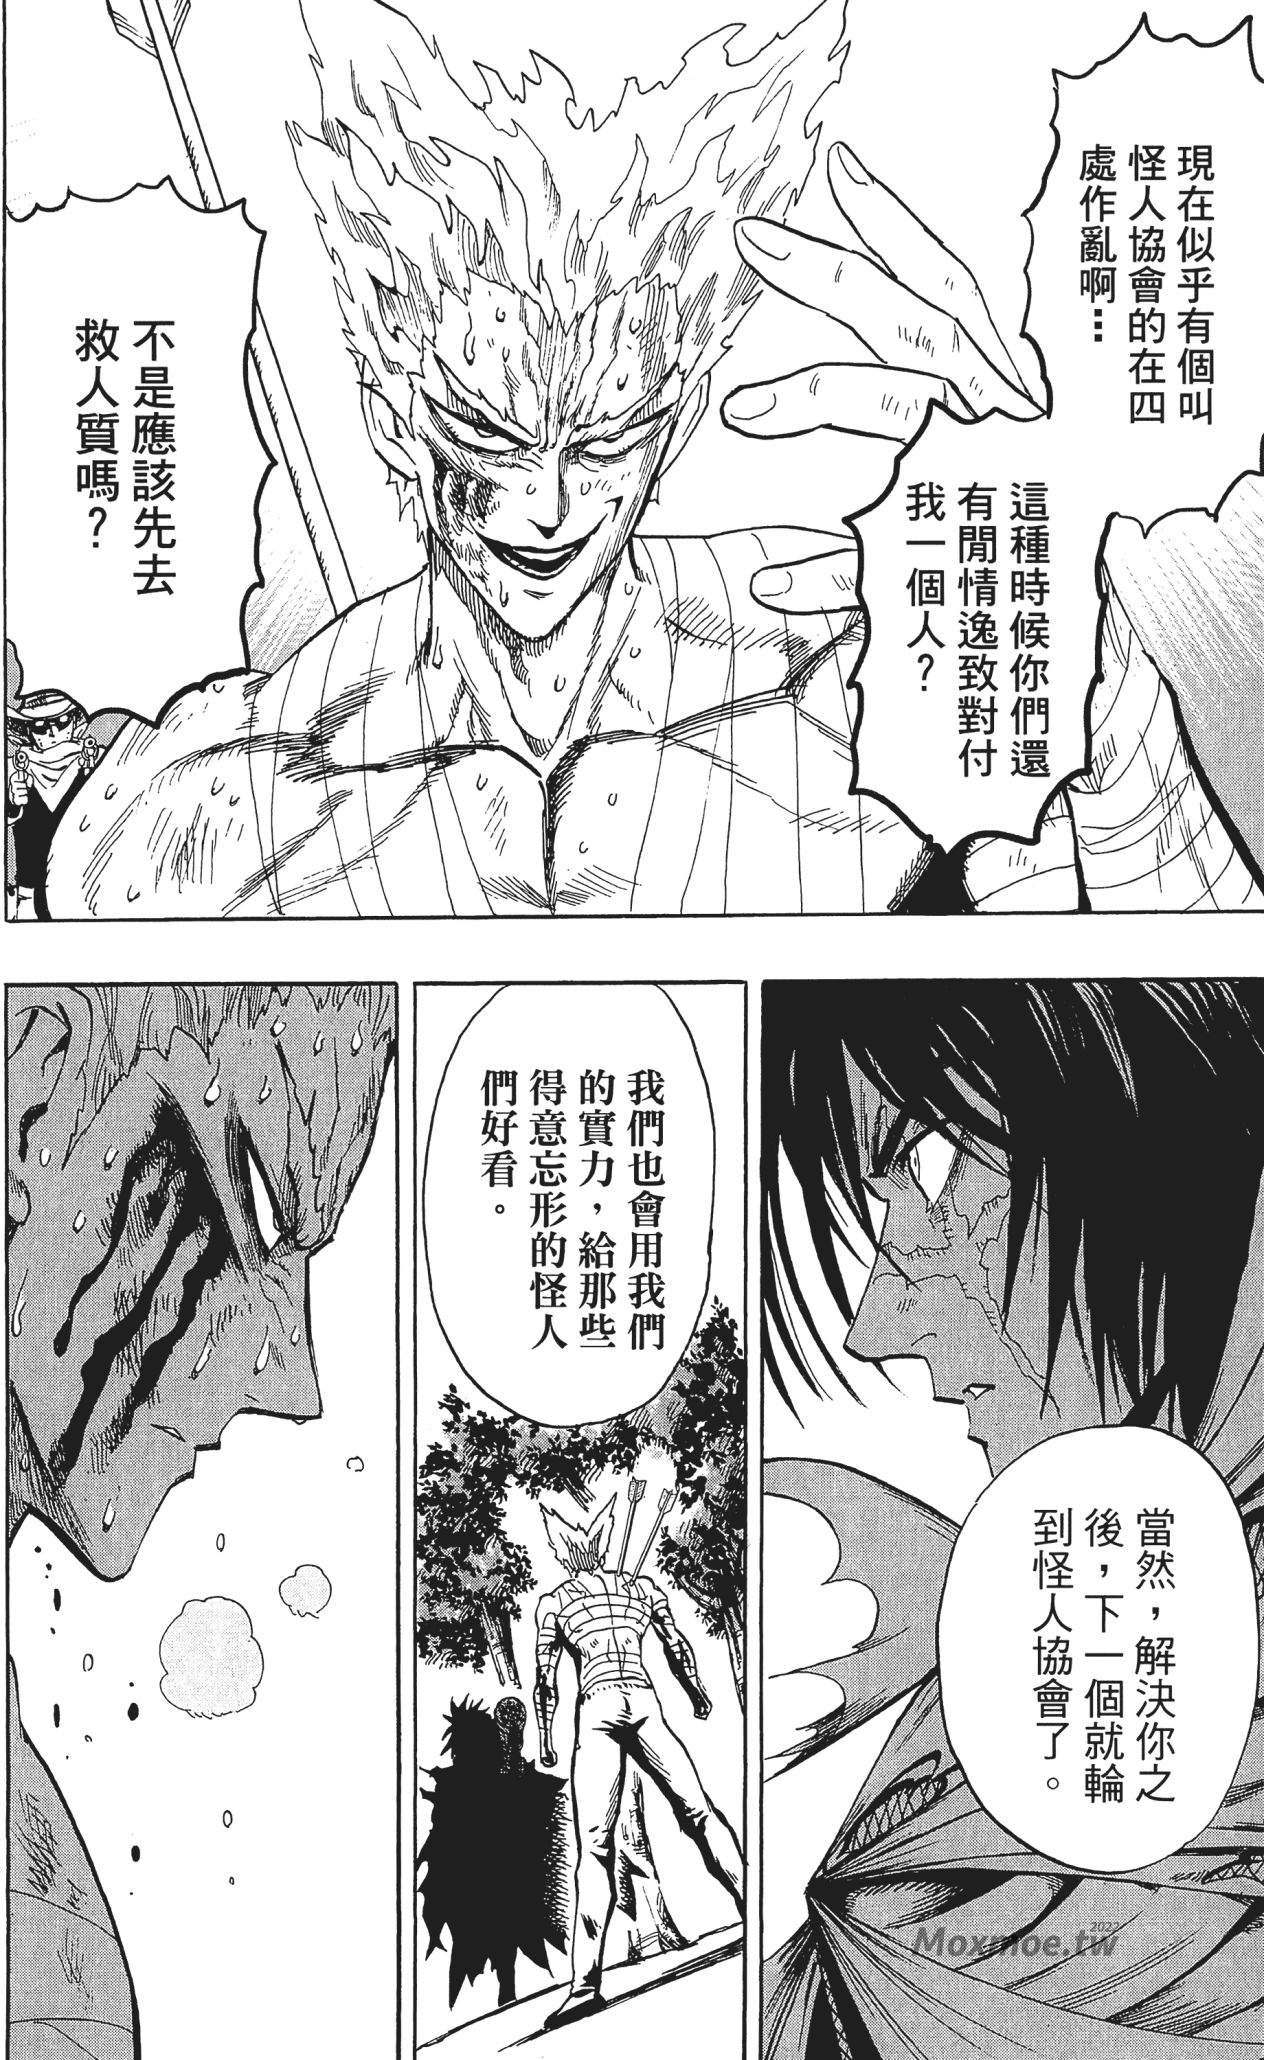 現在似乎有個叫
怪人協會的在四
處作亂啊…
這種時候你們還
有閒情逸致對付
我一個人？
不是應該先去
救人質嗎？
當然，解決你之
後，下一個就輪
到怪人協會了。
我們也會用我們
的實力，給那些
得意忘形的怪人
們好看。
2022
Moxmoe.tw